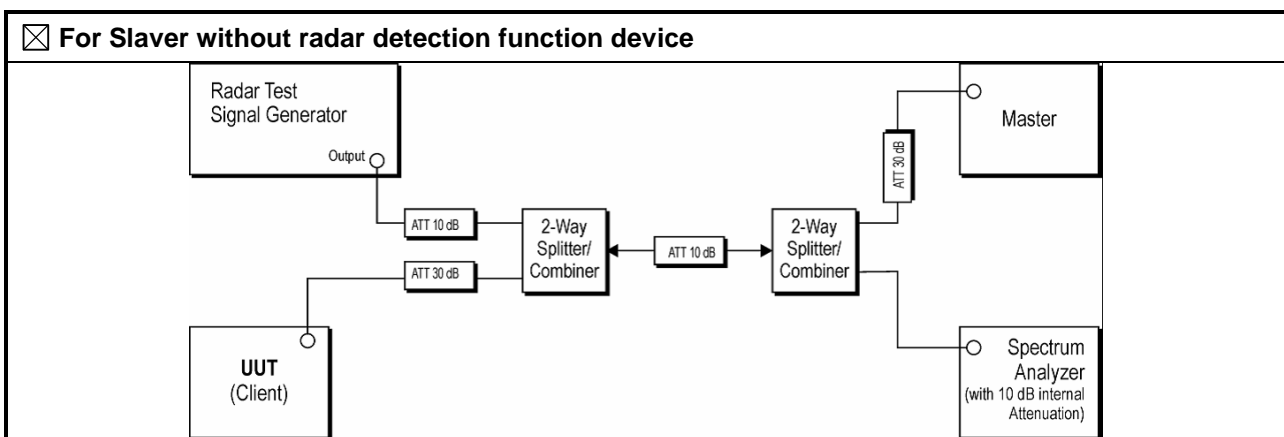 ☒ For Slaver without radar detection function device
Radar Test
Signal Generator
Output
Master
ATT 30 dB
ATT 10 dB
2-Way
Splitter/
Combiner
ATT 10 dB
2-Way
Splitter/
Combiner
ATT 30 dB
UUT
(Client)
Spectrum
Analyzer
(with 10 dB internal
Attenuation)